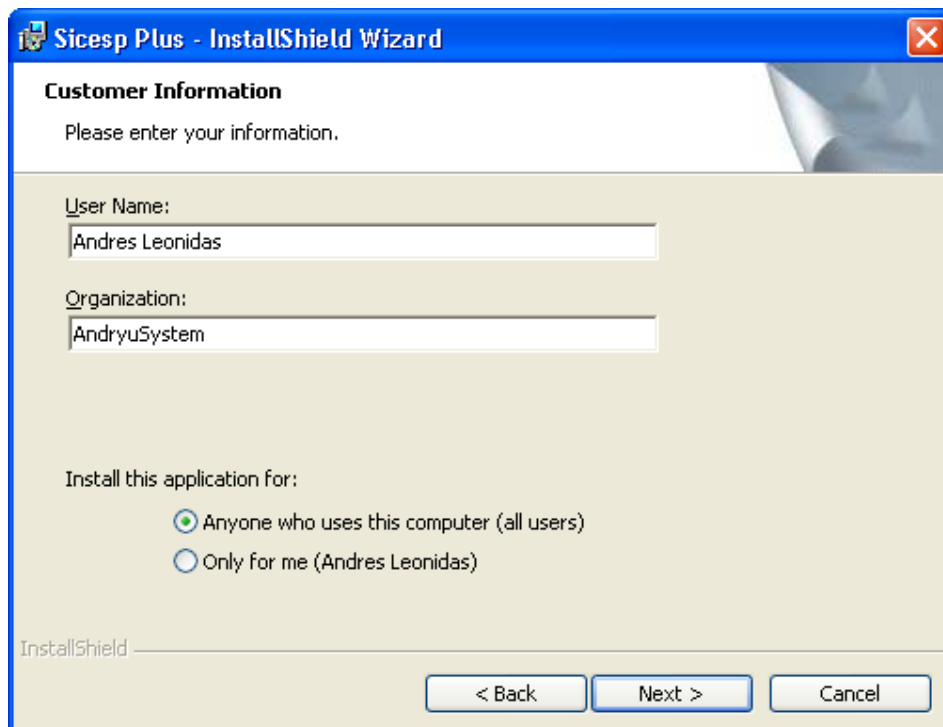 Sicesp Plus - InstallShield Wizard
Customer Information
Please enter your information.
User Name:
Andres Leonidas
Organization:
AndryuSystem
Install this application for:
Anyone who uses this computer (all users)
Only for me (Andres Leonidas)
InstallShield
< Back Next > Cancel